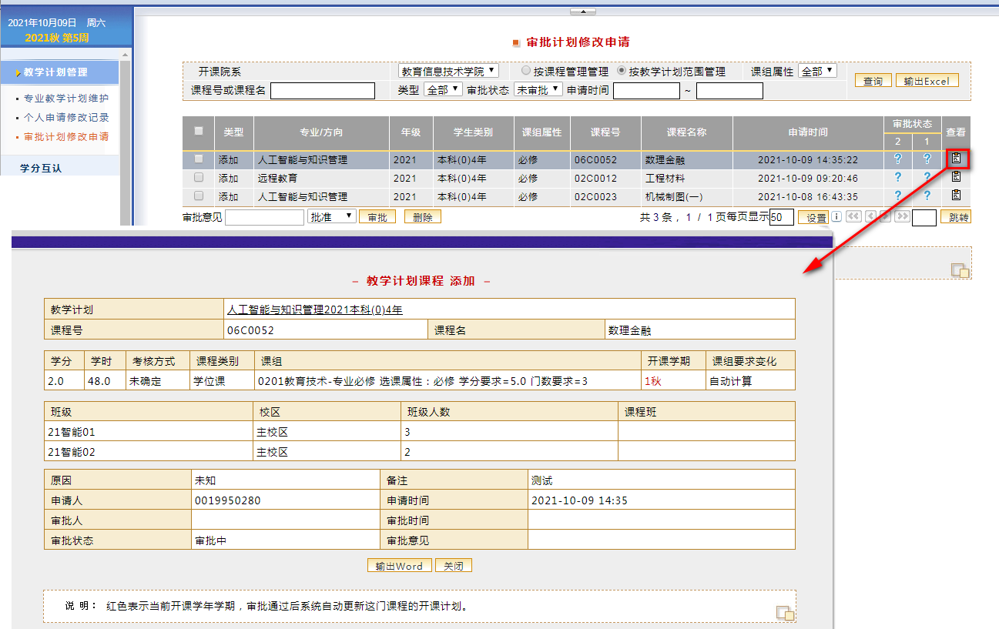 2021年10月09日 周六
2021秋 第5周
教学计划管理
专业教学计划维护
个人申请修改记录
审批计划修改申请
学分互认
审批计划修改申请
开课院系 教育信息技术学院 按课程管理管理 按教学计划范围管理 课组属性 全部
课程号或课程名 类型 全部 审批状态 未审批 申请时间 ~
查询 输出Excel
类型 专业/方向 年级 学生类别 课组属性 课程号 课程名称 申请时间 审批状态 查看
2 1
添加 人工智能与知识管理 2021 本科(0)4年 必修 06C0052 数理金融 2021-10-09 14:35:22 ? ?
添加 远程教育 2021 本科(0)4年 必修 02C0012 工程材料 2021-10-09 09:20:46 ? ?
添加 人工智能与知识管理 2021 本科(0)4年 必修 02C0023 机械制图(一) 2021-10-08 16:43:35 ? ?
审批意见 批准 审批 删除 共 3 条，1 / 1 页每页显示 50 设置 跳转
－ 教学计划课程 添加 －
教学计划 人工智能与知识管理2021本科(0)4年
课程号 06C0052 课程名 数理金融
学分 学时 考核方式 课程类别 课组 开课学期 课组要求变化
2.0 48.0 未确定 学位课 0201教育技术-专业必修 选课属性：必修 学分要求=5.0 门数要求=3 1秋 自动计算
班级 校区 班级人数 课程班
21智能01 主校区 3
21智能02 主校区 2
原因 未知 备注 测试
申请人 0019950280 申请时间 2021-10-09 14:35
审批人 审批时间
审批状态 审批中 审批意见
输出Word 关闭
说 明： 红色表示当前开课学年学期，审批通过后系统自动更新这门课程的开课计划。